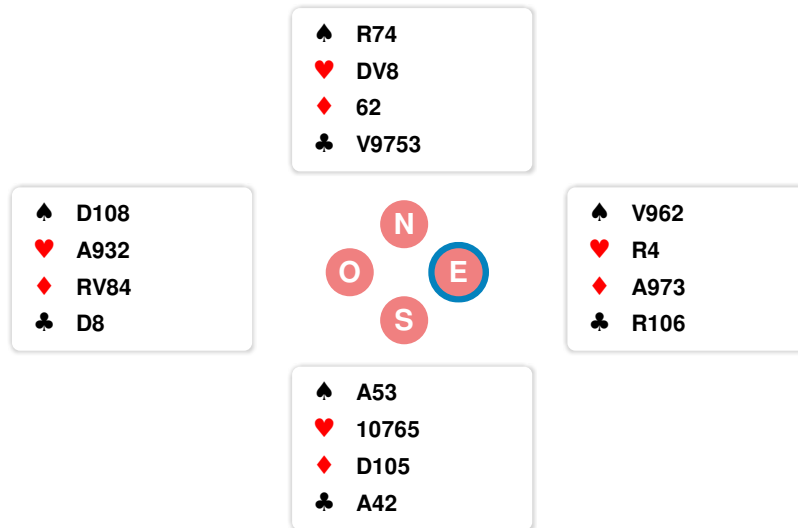 ♠ R74
♥ DV8
♦ 62
♣ V9753
♠ D108
♥ A932
♦ RV84
♣ D8
N
O E
S
♠ V962
♥ R4
♦ A973
♣ R106
♠ A53
♥ 10765
♦ D105
♣ A42